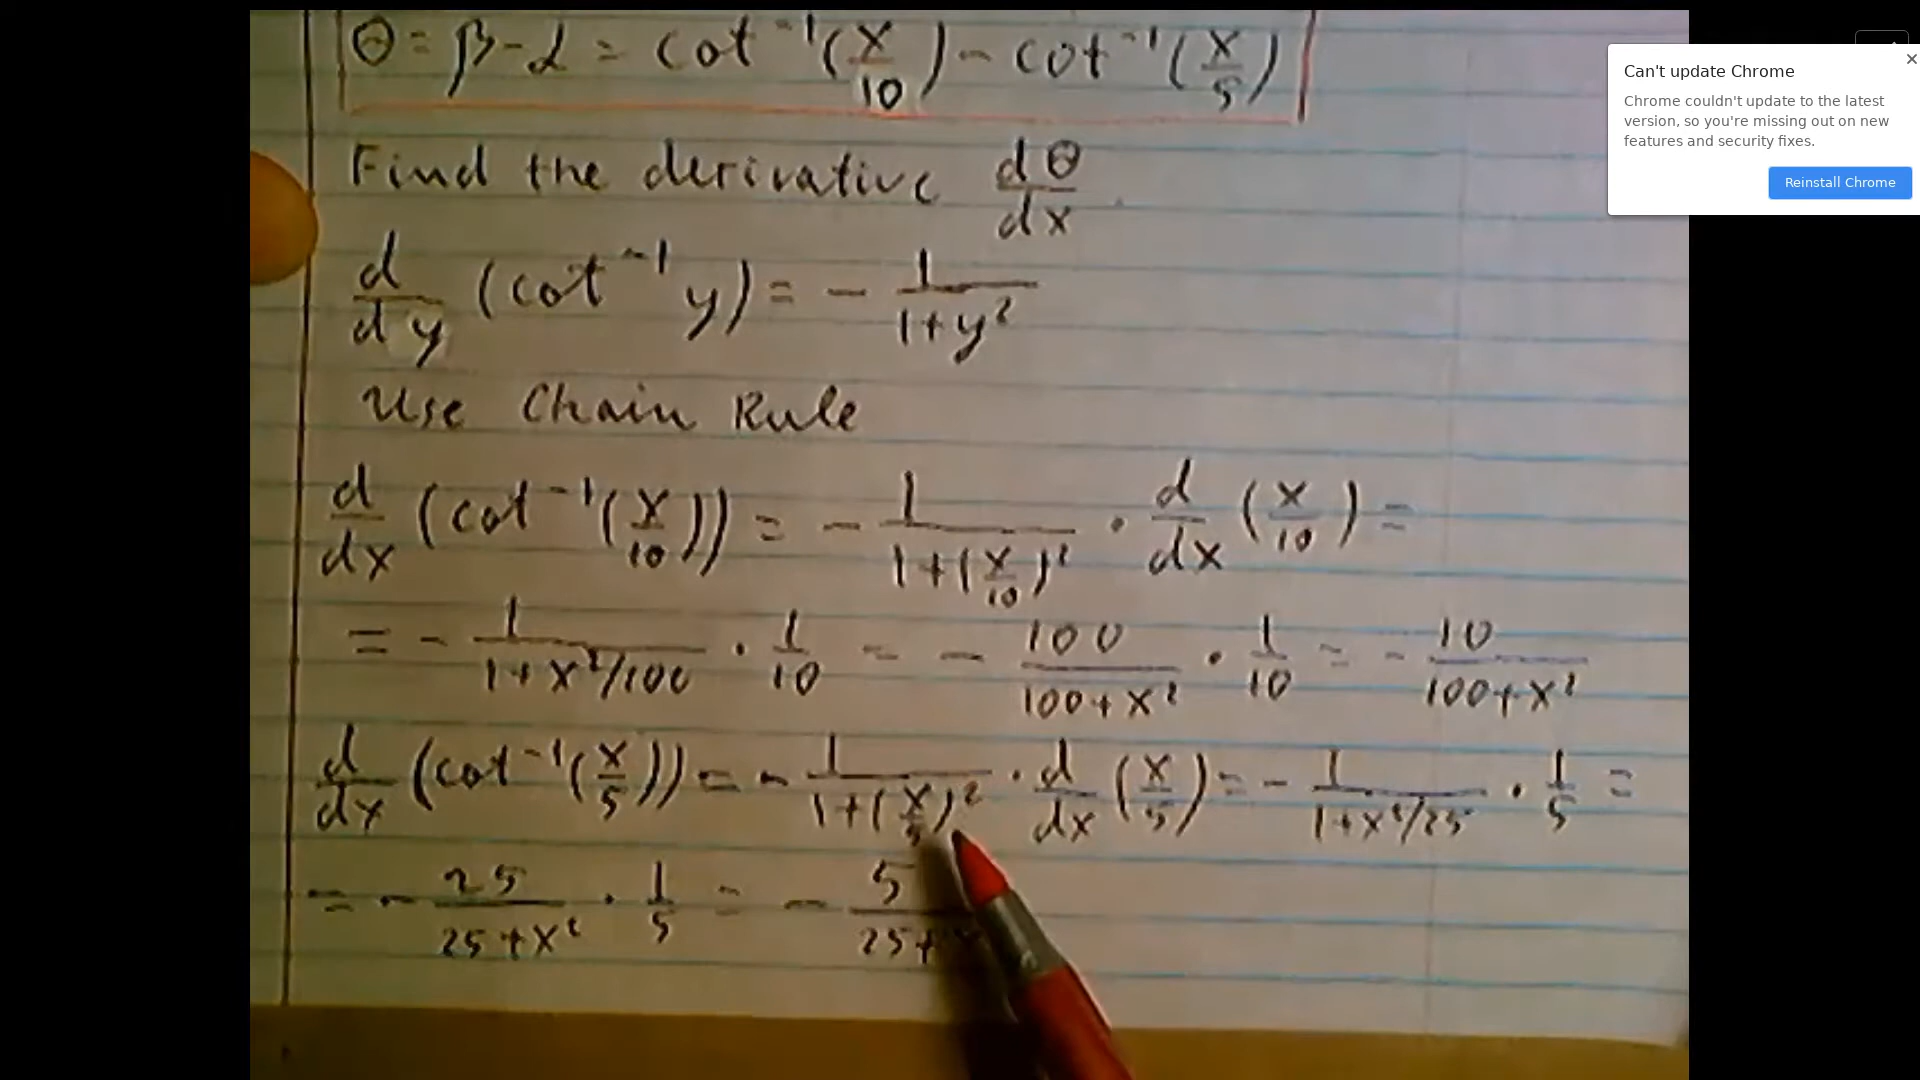 θ = β - α = cot⁻¹(x/10) - cot⁻¹(x/5)
Find the derivative dθ/dx.
d/dy (cot⁻¹ y) = - 1/(1+y²)
Use Chain Rule
d/dx (cot⁻¹(x/10)) = - 1/(1+(x/10)²) · d/dx (x/10) =
= - 1/(1+x²/100) · 1/10 = - 100/(100+x²) · 1/10 = - 10/(100+x²)
d/dx (cot⁻¹(x/5)) = - 1/(1+(x/5)²) · d/dx (x/5) = - 1/(1+x²/25) · 1/5 =
= - 25/(25+x²) · 1/5 = - 5/(25+x
Can't update Chrome
Chrome couldn't update to the latest
version, so you're missing out on new
features and security fixes.
Reinstall Chrome